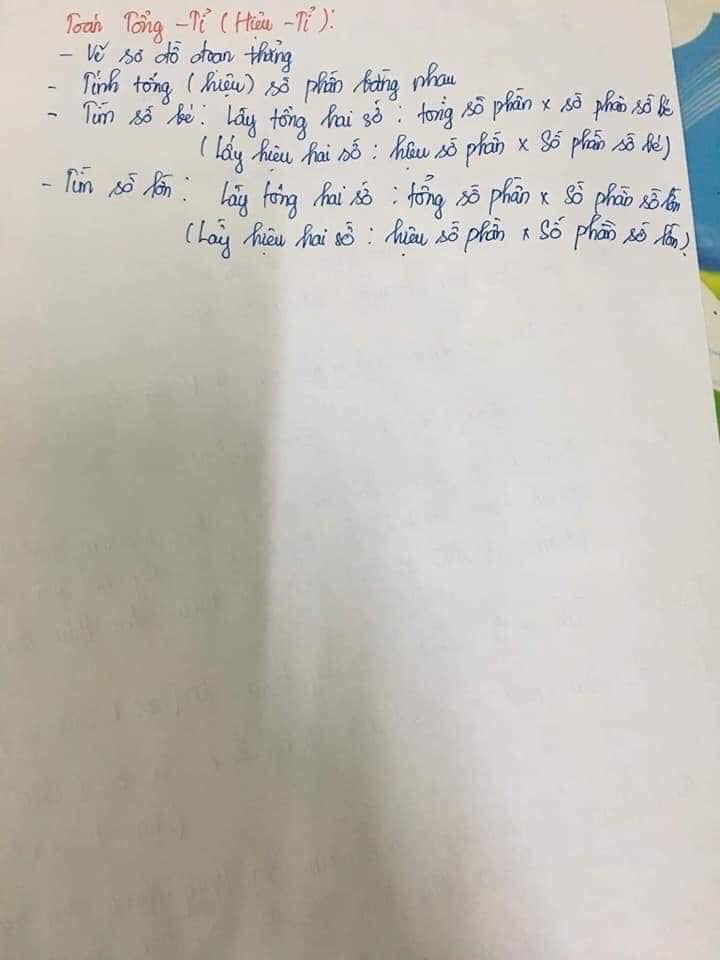 Toán Tổng - Tỉ ( Hiệu - Tỉ ):
- Vẽ sơ đồ đoạn thẳng
- Tính tổng ( hiệu ) số phần bằng nhau
- Tìm số bé : Lấy tổng hai số : tổng số phần x số phần số bé
( Lấy hiệu hai số : hiệu số phần x Số phần số bé )
- Tìm số lớn : Lấy tổng hai số : tổng số phần x Số phần số lớn
( Lấy hiệu hai số : hiệu số phần x Số phần số lớn )